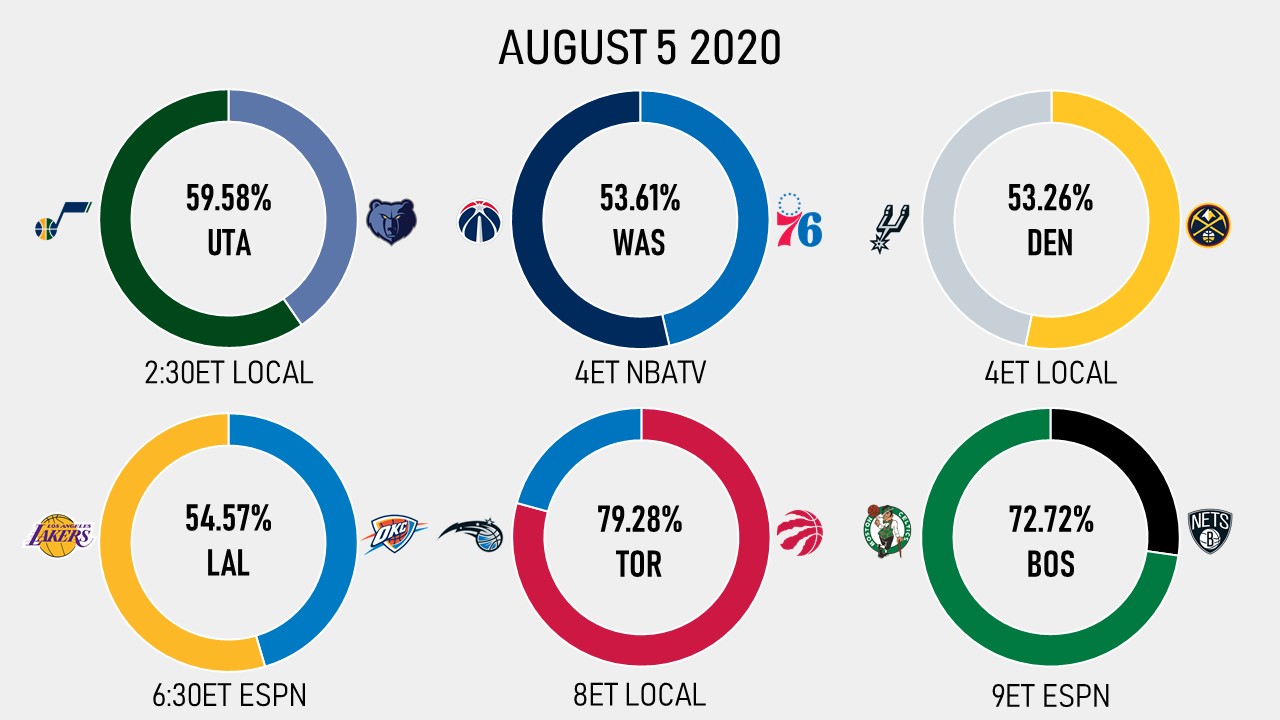 AUGUST 5 2020
59.58%
UTA
2:30ET LOCAL
53.61%
WAS
76
4ET NBATV
53.26%
DEN
4ET LOCAL
LOS ANGELES
LAKERS
54.57%
LAL
OKC
6:30ET ESPN
79.28%
TOR
8ET LOCAL
BOSTON
CELTICS
72.72%
BOS
NETS
B
9ET ESPN